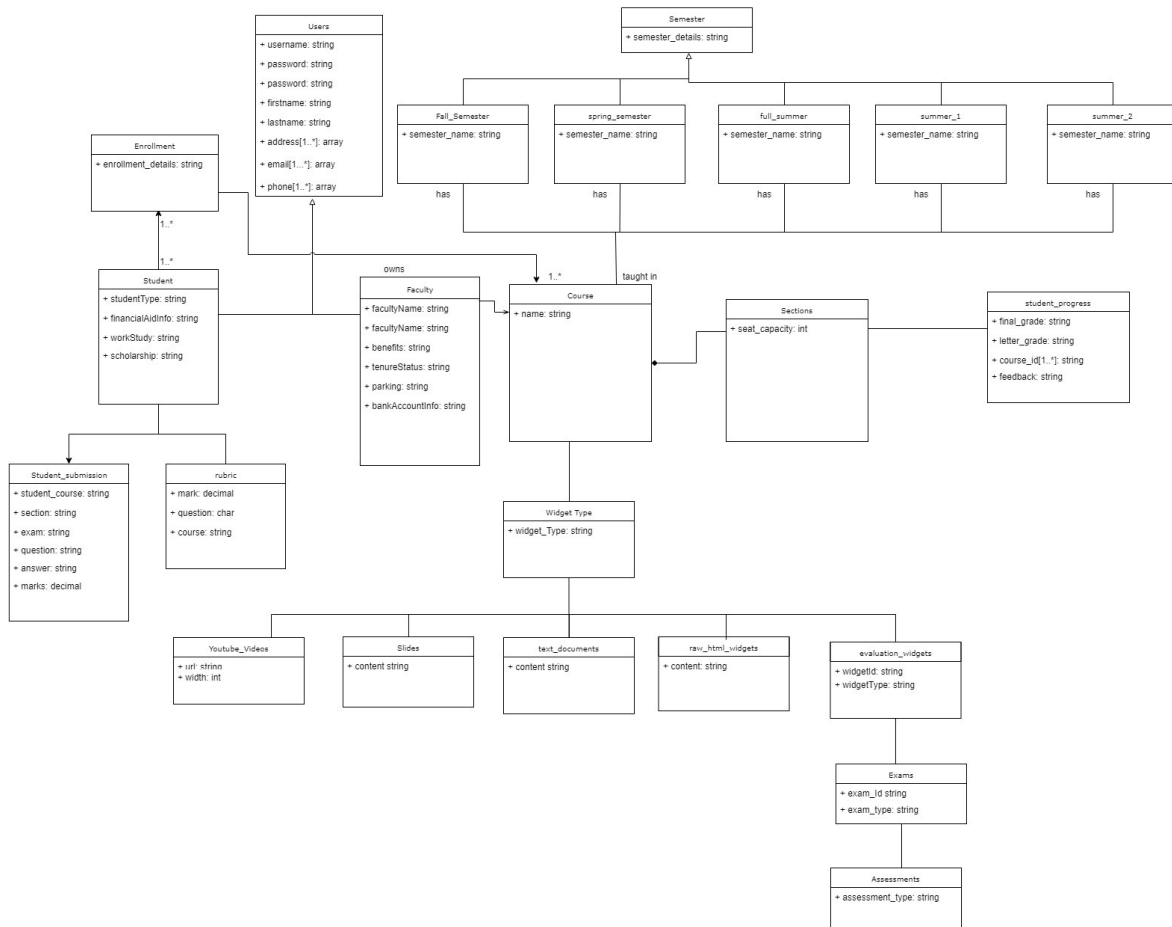 Users
+ username: string
+ password: string
+ password: string
+ firstname: string
+ lastname: string
+ address[1..*]: array
+ email[1...*]: array
+ phone[1..*]: array
Semester
+ semester_details: string
Fall_Semester
+ semester_name: string
spring_semester
+ semester_name: string
full_summer
+ semester_name: string
summer_1
+ semester_name: string
summer_2
+ semester_name: string
has
has
has
has
has
Enrollment
+ enrollment_details: string
1..*
1..*
Student
+ studentType: string
+ financialAidInfo: string
+ workStudy: string
+ scholarship: string
owns
Faculty
+ facultyName: string
+ facultyName: string
+ benefits: string
+ tenureStatus: string
+ parking: string
+ bankAccountInfo: string
1..*
taught in
Course
+ name: string
Sections
+ seat_capacity: int
student_progress
+ final_grade: string
+ letter_grade: string
+ course_id[1..*]: string
+ feedback: string
Student_submission
+ student_course: string
+ section: string
+ exam: string
+ question: string
+ answer: string
+ marks: decimal
rubric
+ mark: decimal
+ question: char
+ course: string
Widget Type
+ widget_Type: string
Youtube_Videos
+ url: string
+ width: int
Slides
+ content string
text_documents
+ content string
raw_html_widgets
+ content: string
evaluation_widgets
+ widgetId: string
+ widgetType: string
Exams
+ exam_Id string
+ exam_type: string
Assessments
+ assessment_type: string